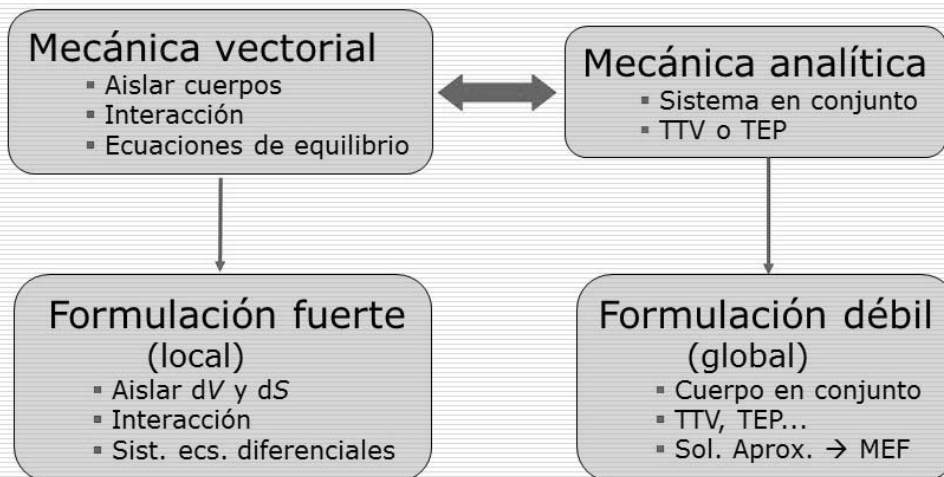 Mecánica vectorial
▪ Aislar cuerpos
▪ Interacción
▪ Ecuaciones de equilibrio
Mecánica analítica
▪ Sistema en conjunto
▪ TTV o TEP
Formulación fuerte
(local)
▪ Aislar dV y dS
▪ Interacción
▪ Sist. ecs. diferenciales
Formulación débil
(global)
▪ Cuerpo en conjunto
▪ TTV, TEP...
▪ Sol. Aprox. → MEF